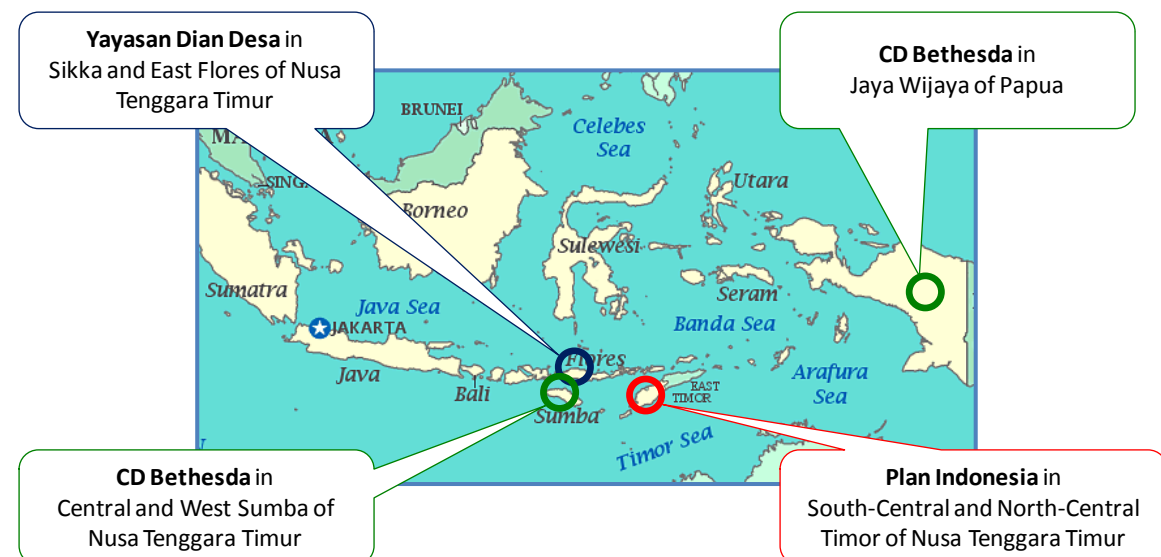 Yayasan Dian Desa in
Sikka and East Flores of Nusa
Tenggara Timur
CD Bethesda in
Jaya Wijaya of Papua
BRUNEI
Celebes
Sea
MA
A
SING
Utara
Borneo
Sulewesi
Sumatra
Seram
Java Sea
Banda Sea
JAKARTA
Flores
Java
Bali
Arafura
Sea
EAST
TIMOR
Sumba
Timor Sea
CD Bethesda in
Central and West Sumba of
Nusa Tenggara Timur
Plan Indonesia in
South-Central and North-Central
Timor of Nusa Tenggara Timur